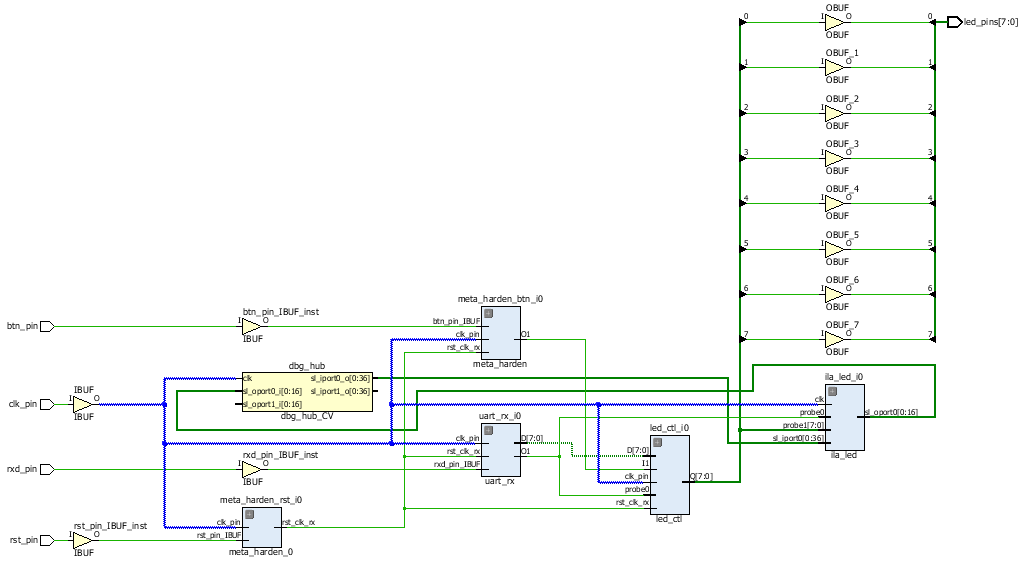 OBUF
0 I O 0 led_pins[7:0]
OBUF
OBUF_1
1 I O 1
OBUF
OBUF_2
2 I O 2
OBUF
OBUF_3
3 I O 3
OBUF
OBUF_4
4 I O 4
OBUF
OBUF_5
5 I O 5
OBUF
OBUF_6
6 I O 6
OBUF
OBUF_7
7 I O 7
OBUF
btn_pin
btn_pin_IBUF_inst
I O
IBUF
meta_harden_btn_i0
btn_pin_IBUF
clk_pin O1
rst_clk_rx
meta_harden
clk_pin
IBUF
I O
IBUF
dbg_hub
clk sl_iport0_o[0:36]
sl_oport0_i[0:16] sl_iport1_o[0:36]
sl_oport1_i[0:16]
dbg_hub_CV
ila_led_i0
clk
probe0 sl_oport0[0:16]
probe1[7:0]
sl_iport0[0:36]
ila_led
uart_rx_i0
clk_pin D[7:0]
rst_clk_rx O1
rxd_pin_IBUF
uart_rx
led_ctl_i0
D[7:0]
I1
clk_pin Q[7:0]
probe0
rst_clk_rx
led_ctl
rxd_pin
rxd_pin_IBUF_inst
I O
IBUF
meta_harden_rst_i0
clk_pin rst_clk_rx
rst_pin_IBUF
meta_harden_0
rst_pin
rst_pin_IBUF_inst
I O
IBUF